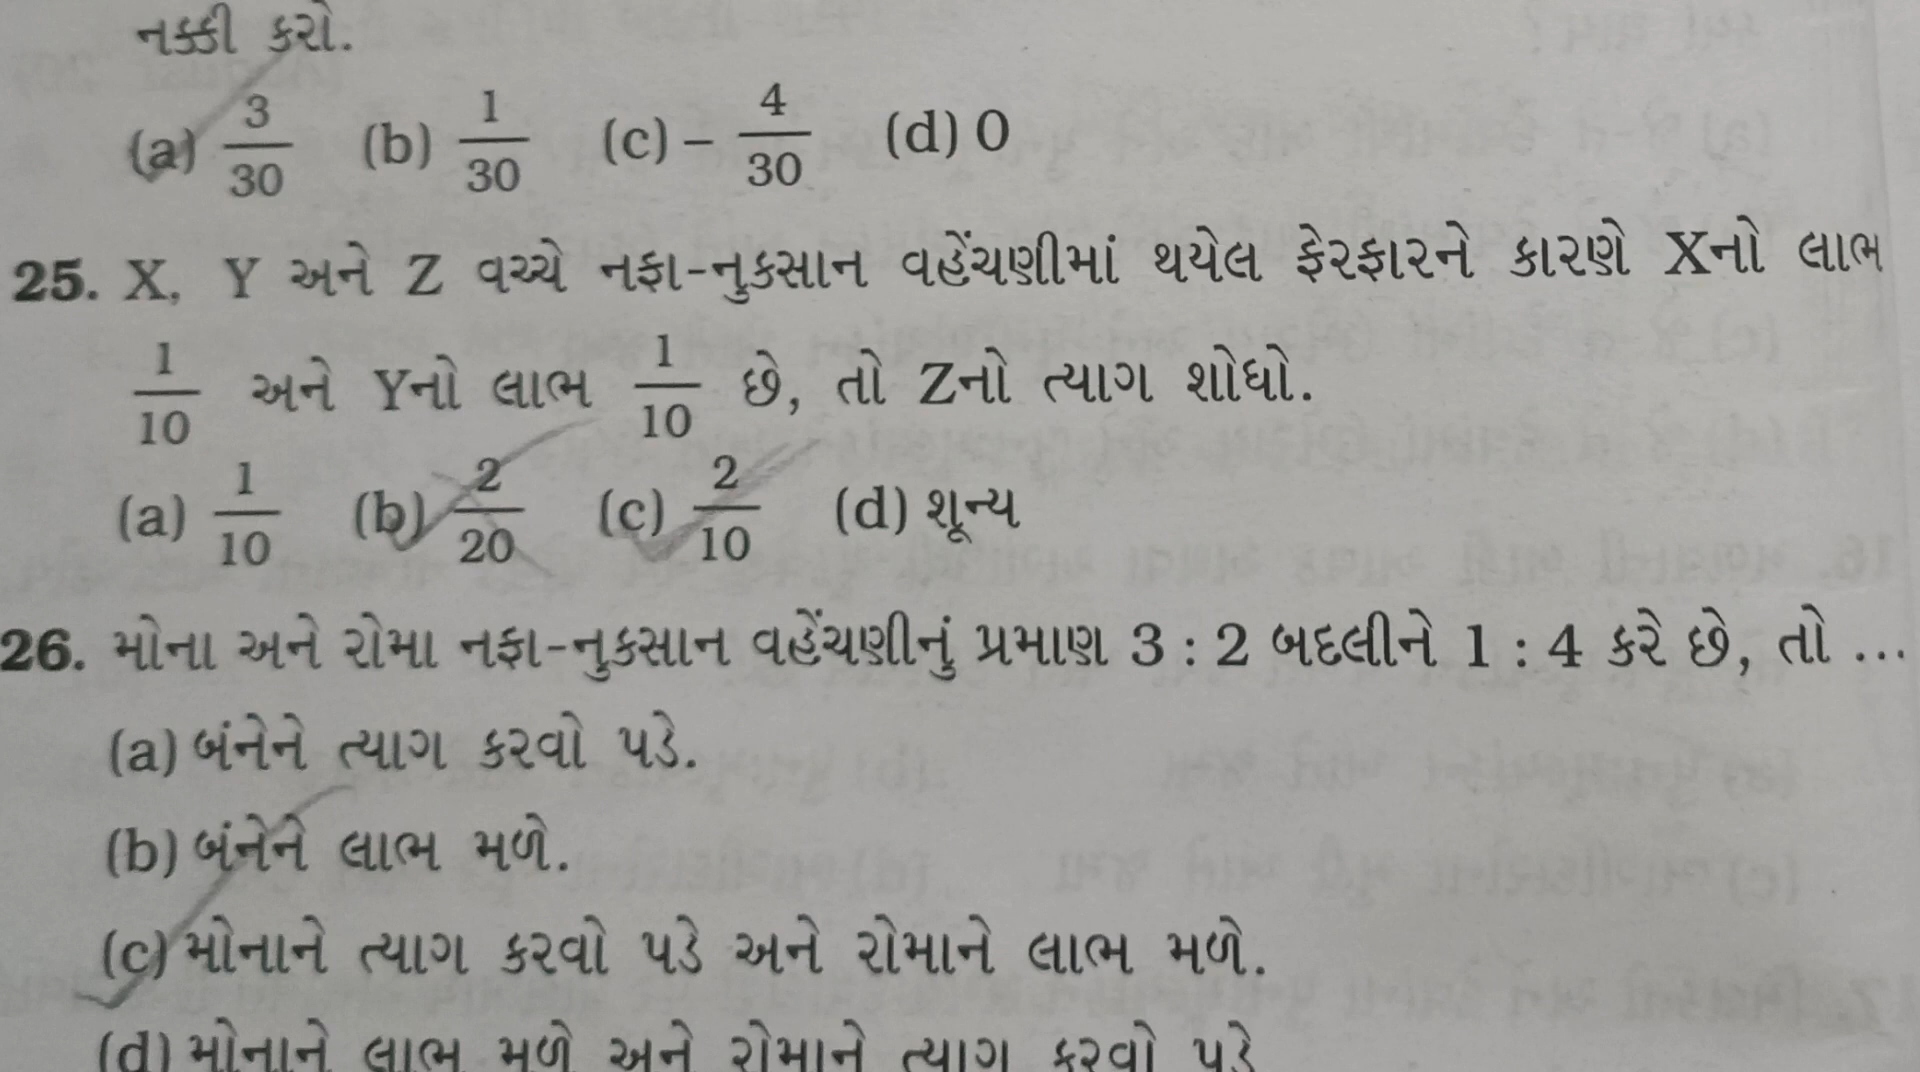 નક્કી કરો.
(a) 3/30 (b) 1/30 (c) – 4/30 (d) 0
25. X, Y અને Z વચ્ચે નફા-નુકસાન વહેંચણીમાં થયેલ ફેરફારને કારણે Xનો લાભ
1/10 અને Yનો લાભ 1/10 છે, તો Zનો ત્યાગ શોધો.
(a) 1/10 (b) 2/20 (c) 2/10 (d) શૂન્ય
26. મોના અને રોમા નફા-નુકસાન વહેંચણીનું પ્રમાણ 3 : 2 બદલીને 1 : 4 કરે છે, તો ...
(a) બંનેને ત્યાગ કરવો પડે.
(b) બંનેને લાભ મળે.
(c) મોનાને ત્યાગ કરવો પડે અને રોમાને લાભ મળે.
(d) મોનાને લાભ મળે અને રોમાને ત્યાગ કરવો પડે